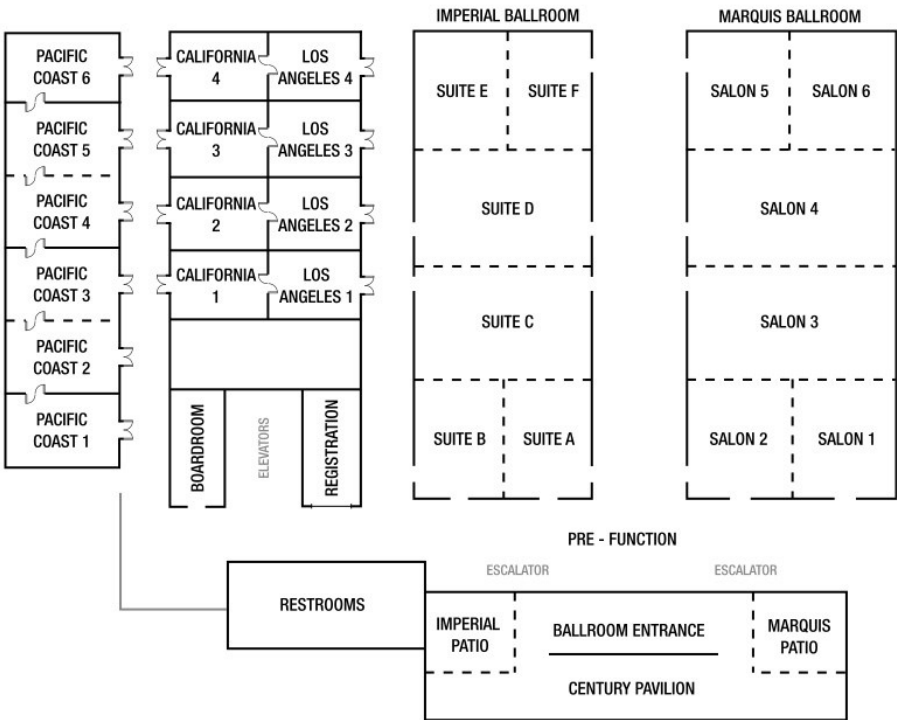 IMPERIAL BALLROOM
MARQUIS BALLROOM
PACIFIC
COAST 6
CALIFORNIA
4
LOS
ANGELES 4
SUITE E
SUITE F
SALON 5
SALON 6
PACIFIC
COAST 5
CALIFORNIA
3
LOS
ANGELES 3
PACIFIC
COAST 4
CALIFORNIA
2
LOS
ANGELES 2
SUITE D
SALON 4
PACIFIC
COAST 3
CALIFORNIA
1
LOS
ANGELES 1
SUITE C
SALON 3
PACIFIC
COAST 2
PACIFIC
COAST 1
BOARDROOM
ELEVATORS
REGISTRATION
SUITE B
SUITE A
SALON 2
SALON 1
PRE - FUNCTION
ESCALATOR
ESCALATOR
RESTROOMS
IMPERIAL
PATIO
BALLROOM ENTRANCE
MARQUIS
PATIO
CENTURY PAVILION